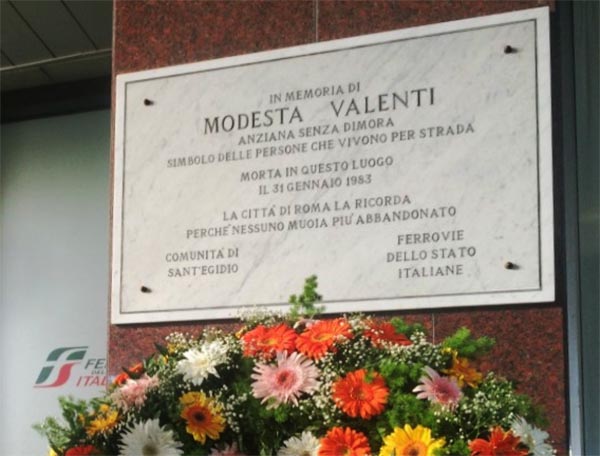 IN MEMORIA DI
MODESTA VALENTI
ANZIANA SENZA DIMORA
SIMBOLO DELLE PERSONE CHE VIVONO PER STRADA
MORTA IN QUESTO LUOGO
IL 31 GENNAIO 1983
LA CITTÀ DI ROMA LA RICORDA
PERCHE' NESSUNO MUOIA PIU' ABBANDONATO
COMUNITÀ DI
SANT'EGIDIO
FERROVIE
DELLO STATO
ITALIANE